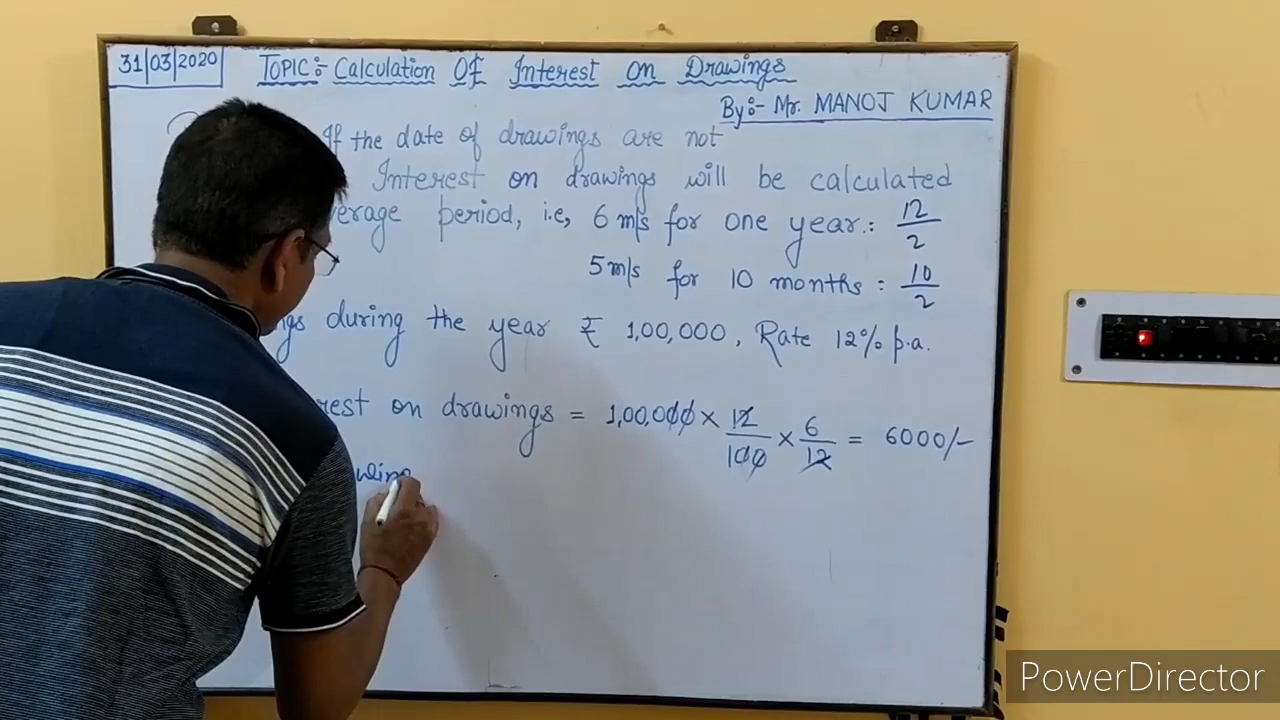 31/03/2020
TOPIC:- Calculation Of Interest on Drawings
By:- Mr. MANOJ KUMAR
If the date of drawings are not
Interest on drawings will be calculated
erage period, i.e, 6 m/s for one year.: 12/2
5 m/s for 10 months : 10/2
ngs during the year ₹ 1,00,000, Rate 12% p.a.
rest on drawings = 1,00,000 × 12/100 × 6/12 = 6000/-
wing
PowerDirector